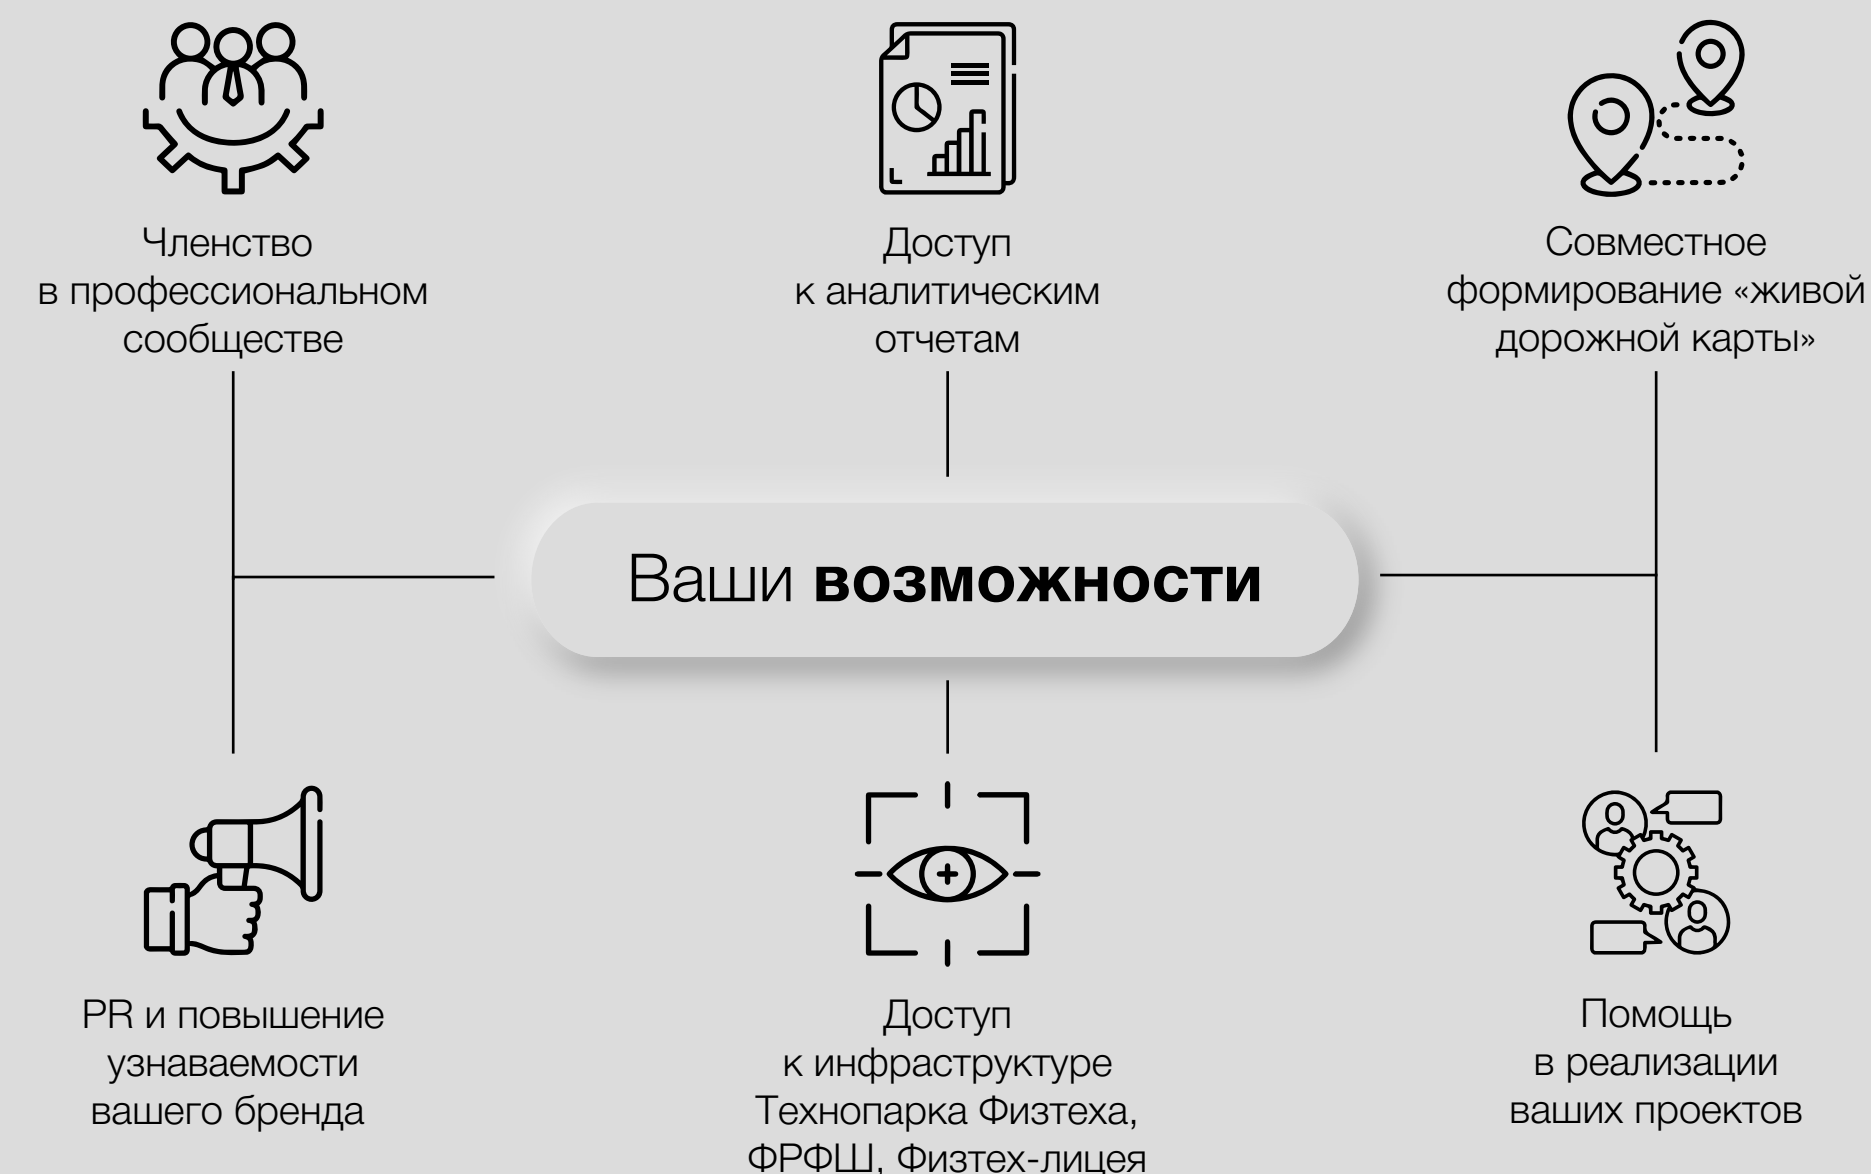 Членство
в профессиональном
сообществе
Доступ
к аналитическим
отчетам
Совместное
формирование «живой
дорожной карты»
Ваши возможности
PR и повышение
узнаваемости
вашего бренда
Доступ
к инфраструктуре
Технопарка Физтеха,
ФРФШ, Физтех-лицея
Помощь
в реализации
ваших проектов